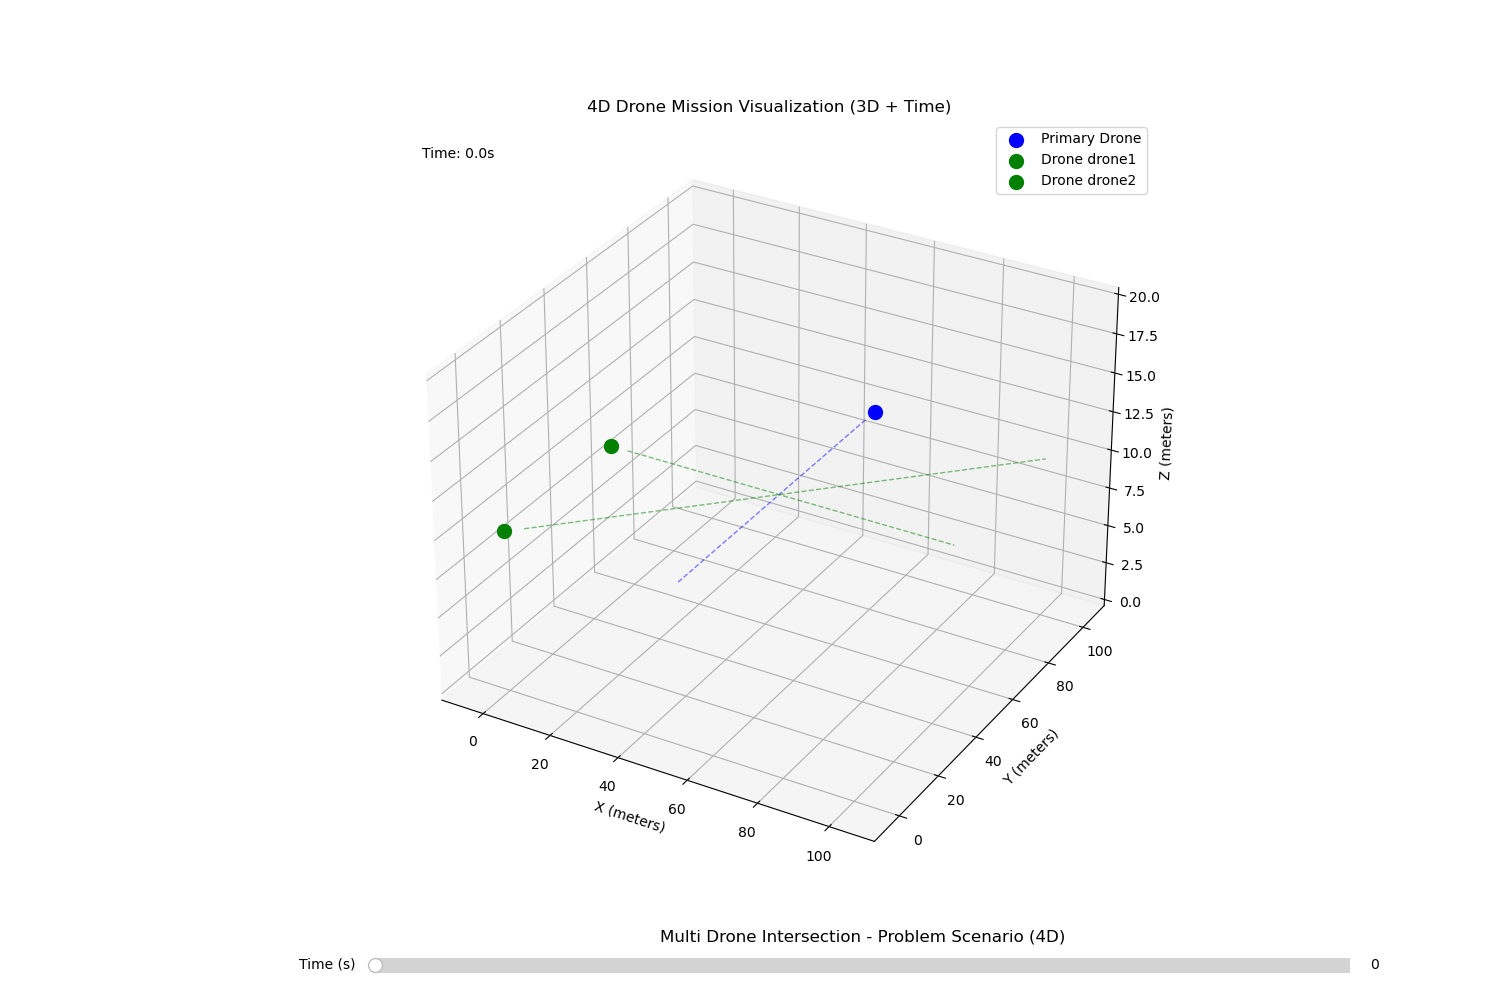 4D Drone Mission Visualization (3D + Time)
Time: 0.0s
Primary Drone
Drone drone1
Drone drone2
20.0
17.5
15.0
12.5
10.0
7.5
5.0
2.5
0.0
Z (meters)
100
80
60
40
20
0
Y (meters)
0
20
40
60
80
100
X (meters)
Multi Drone Intersection - Problem Scenario (4D)
Time (s)
0